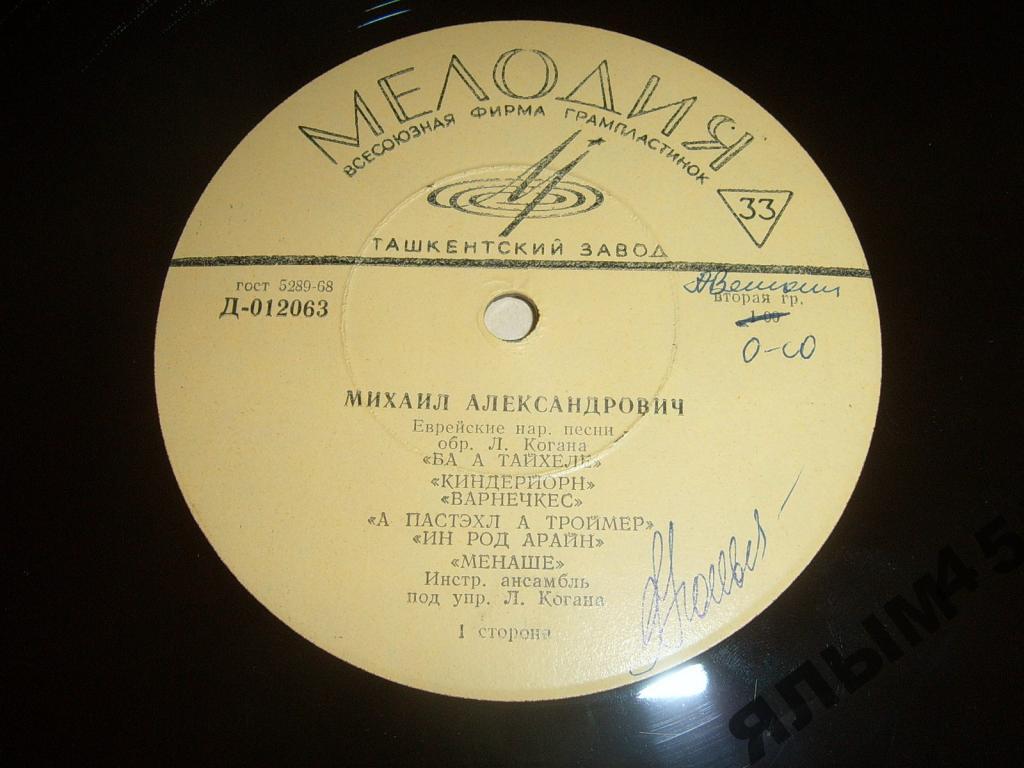 МЕЛОДИЯ
ВСЕСОЮЗНАЯ ФИРМА ГРАМПЛАСТИНОК
33
ТАШКЕНТСКИЙ ЗАВОД
гост 5289-68
Д-012063
вторая гр.
1-00
0-60
МИХАИЛ АЛЕКСАНДРОВИЧ
Еврейские нар. песни
обр. Л. Когана
«БА А ТАЙХЕЛЕ»
«КИНДЕРИОРН»
«ВАРНЕЧКЕС»
«А ПАСТЭХЛ А ТРОЙМЕР»
«ИН РОД АРАЙН»
«МЕНАШЕ»
Инстр. ансамбль
под упр. Л. Когана
1 сторона
ЯЛЫМ45